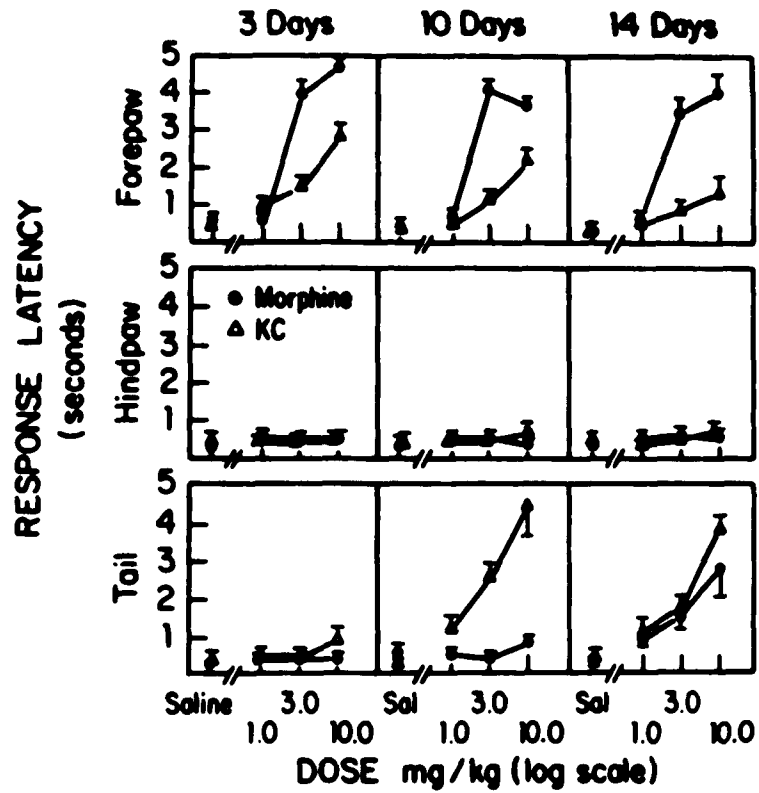 3 Days 10 Days 14 Days
RESPONSE LATENCY
(seconds)
Forepaw
5
4
3
2
1
Hindpaw
5
4
3
2
1
Morphine
KC
Tail
5
4
3
2
1
Saline 3.0 Sal 3.0 Sal 3.0
1.0 10.0 1.0 10.0 1.0 10.0
DOSE mg/kg (log scale)